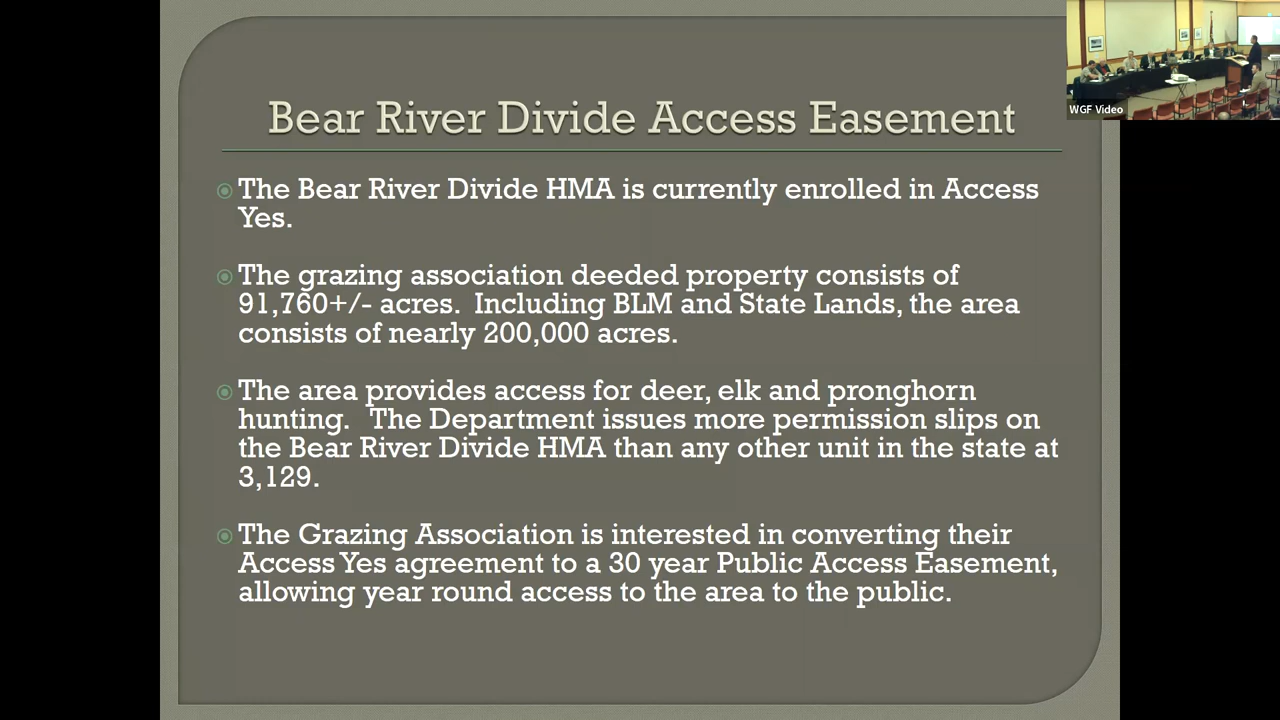 WGF Video
Bear River Divide Access Easement
The Bear River Divide HMA is currently enrolled in Access
Yes.
The grazing association deeded property consists of
91,760+/- acres.  Including BLM and State Lands, the area
consists of nearly 200,000 acres.
The area provides access for deer, elk and pronghorn
hunting.   The Department issues more permission slips on
the Bear River Divide HMA than any other unit in the state at
3,129.
The Grazing Association is interested in converting their
Access Yes agreement to a 30 year Public Access Easement,
allowing year round access to the area to the public.